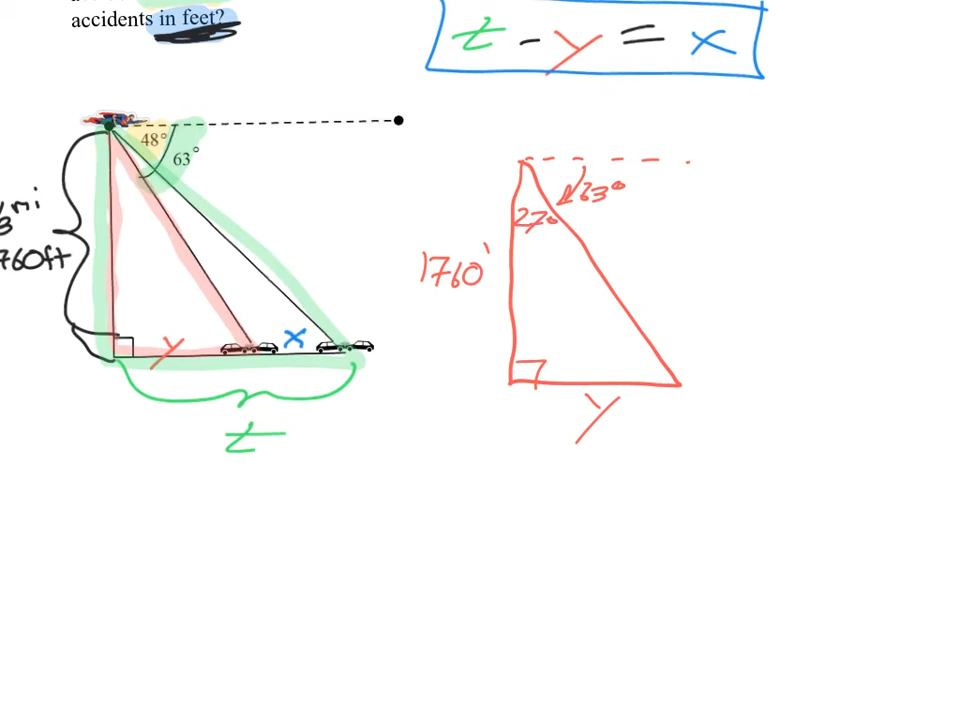 accidents in feet?
t - y = x
48°
63°
mi
760ft
y
x
t
63°
27°
1760'
y